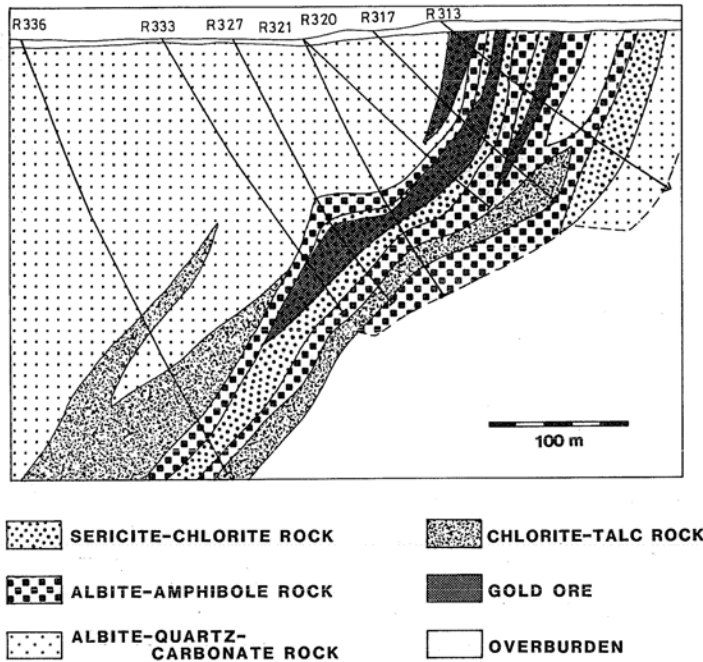 R336 R333 R327 R321 R320 R317 R313
100 m
SERICITE-CHLORITE ROCK
CHLORITE-TALC ROCK
ALBITE-AMPHIBOLE ROCK
GOLD ORE
ALBITE-QUARTZ-
CARBONATE ROCK
OVERBURDEN